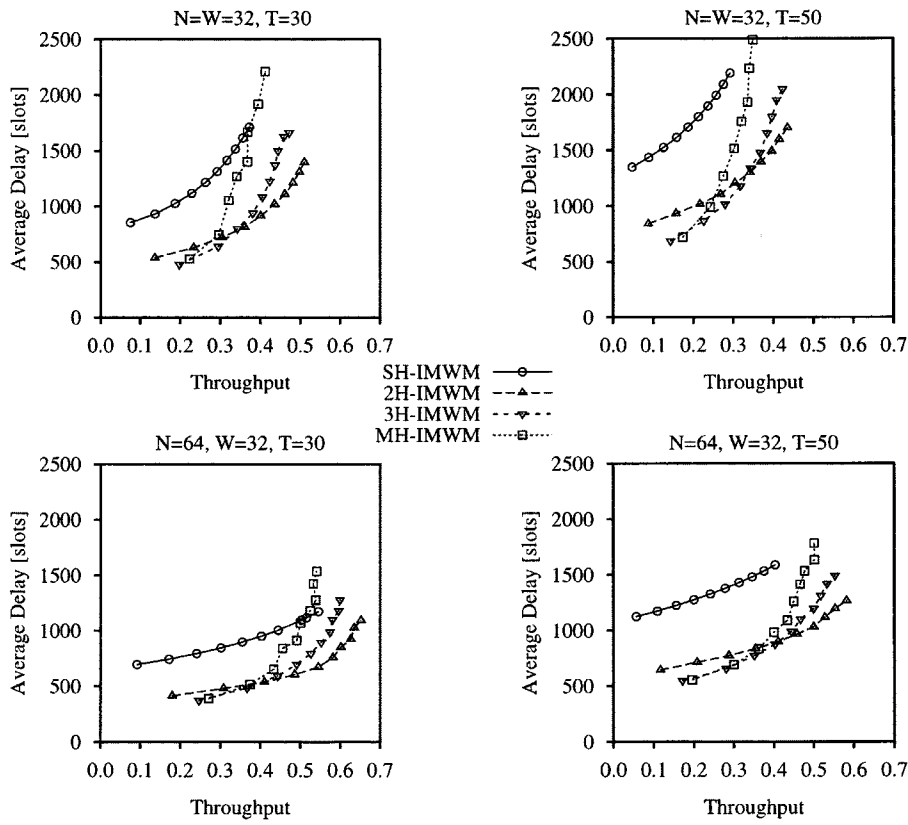 N=W=32, T=30
2500
2000
1500
1000
500
0
Average Delay [slots]
0.0 0.1 0.2 0.3 0.4 0.5 0.6 0.7
Throughput
N=W=32, T=50
2500
2000
1500
1000
500
0
Average Delay [slots]
0.0 0.1 0.2 0.3 0.4 0.5 0.6 0.7
Throughput
SH-IMWM
2H-IMWM
3H-IMWM
MH-IMWM
N=64, W=32, T=30
2500
2000
1500
1000
500
0
Average Delay [slots]
0.0 0.1 0.2 0.3 0.4 0.5 0.6 0.7
Throughput
N=64, W=32, T=50
2500
2000
1500
1000
500
0
Average Delay [slots]
0.0 0.1 0.2 0.3 0.4 0.5 0.6 0.7
Throughput